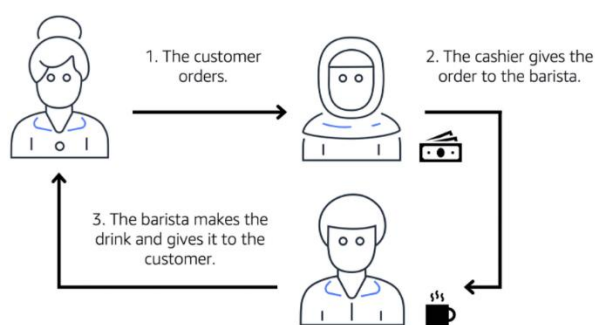 1. The customer
orders.
2. The cashier gives the
order to the barista.
3. The barista makes the
drink and gives it to the
customer.